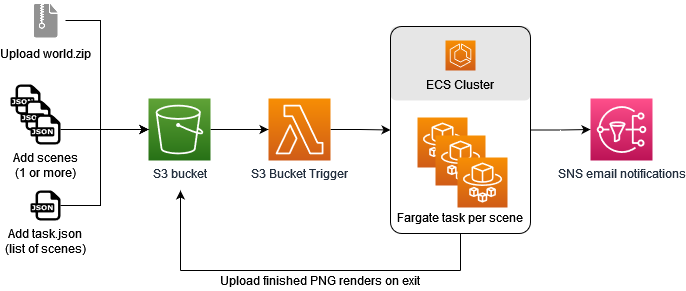 Upload world.zip
JSON
JSON
JSON
Add scenes
(1 or more)
JSON
Add task.json
(list of scenes)
S3 bucket
S3 Bucket Trigger
ECS Cluster
Fargate task per scene
SNS email notifications
Upload finished PNG renders on exit